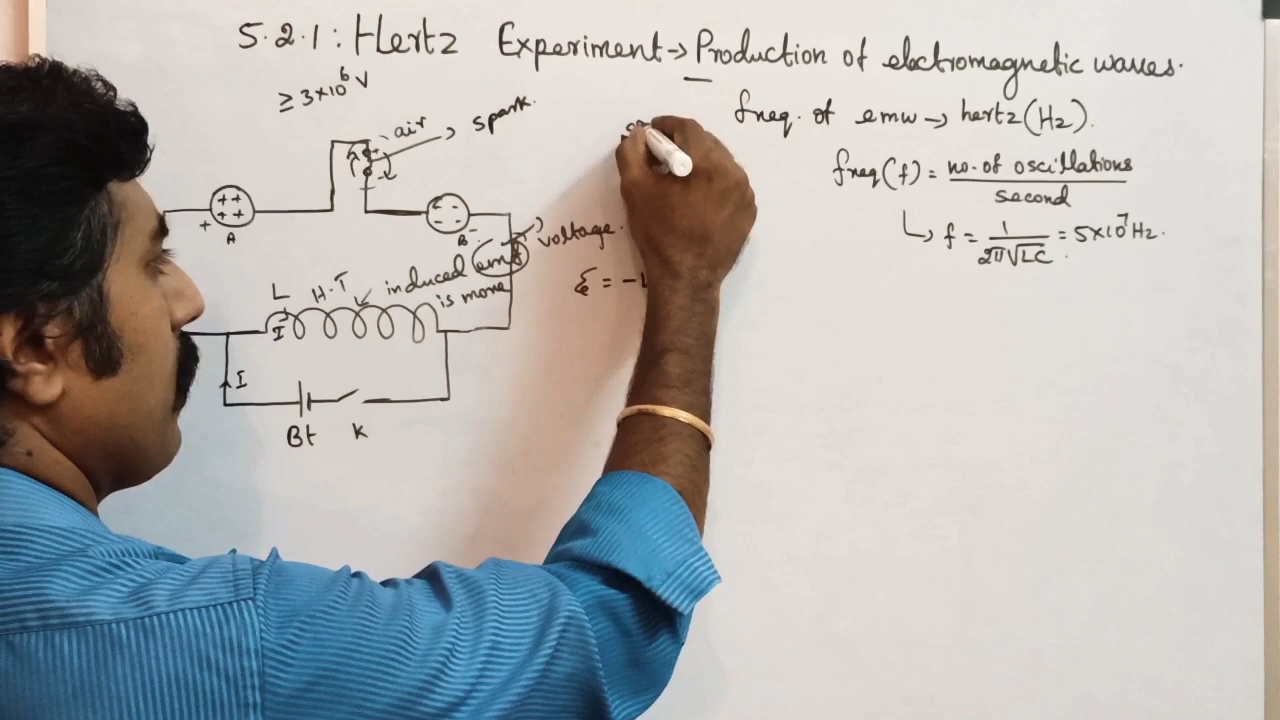 5.2.1: Hertz Experiment → Production of electromagnetic waves.
≥ 3×10⁶ V
air → spark.
freq. of emw → hertz (Hz).
freq (f) = no. of oscillations / second
f = 1 / 2π√LC = 5×10⁷ Hz.
+ +
+ +
+ A
- -
- -
B -
voltage.
induced emf
is more
ξ = -L
L H.T
I
I
Bt K